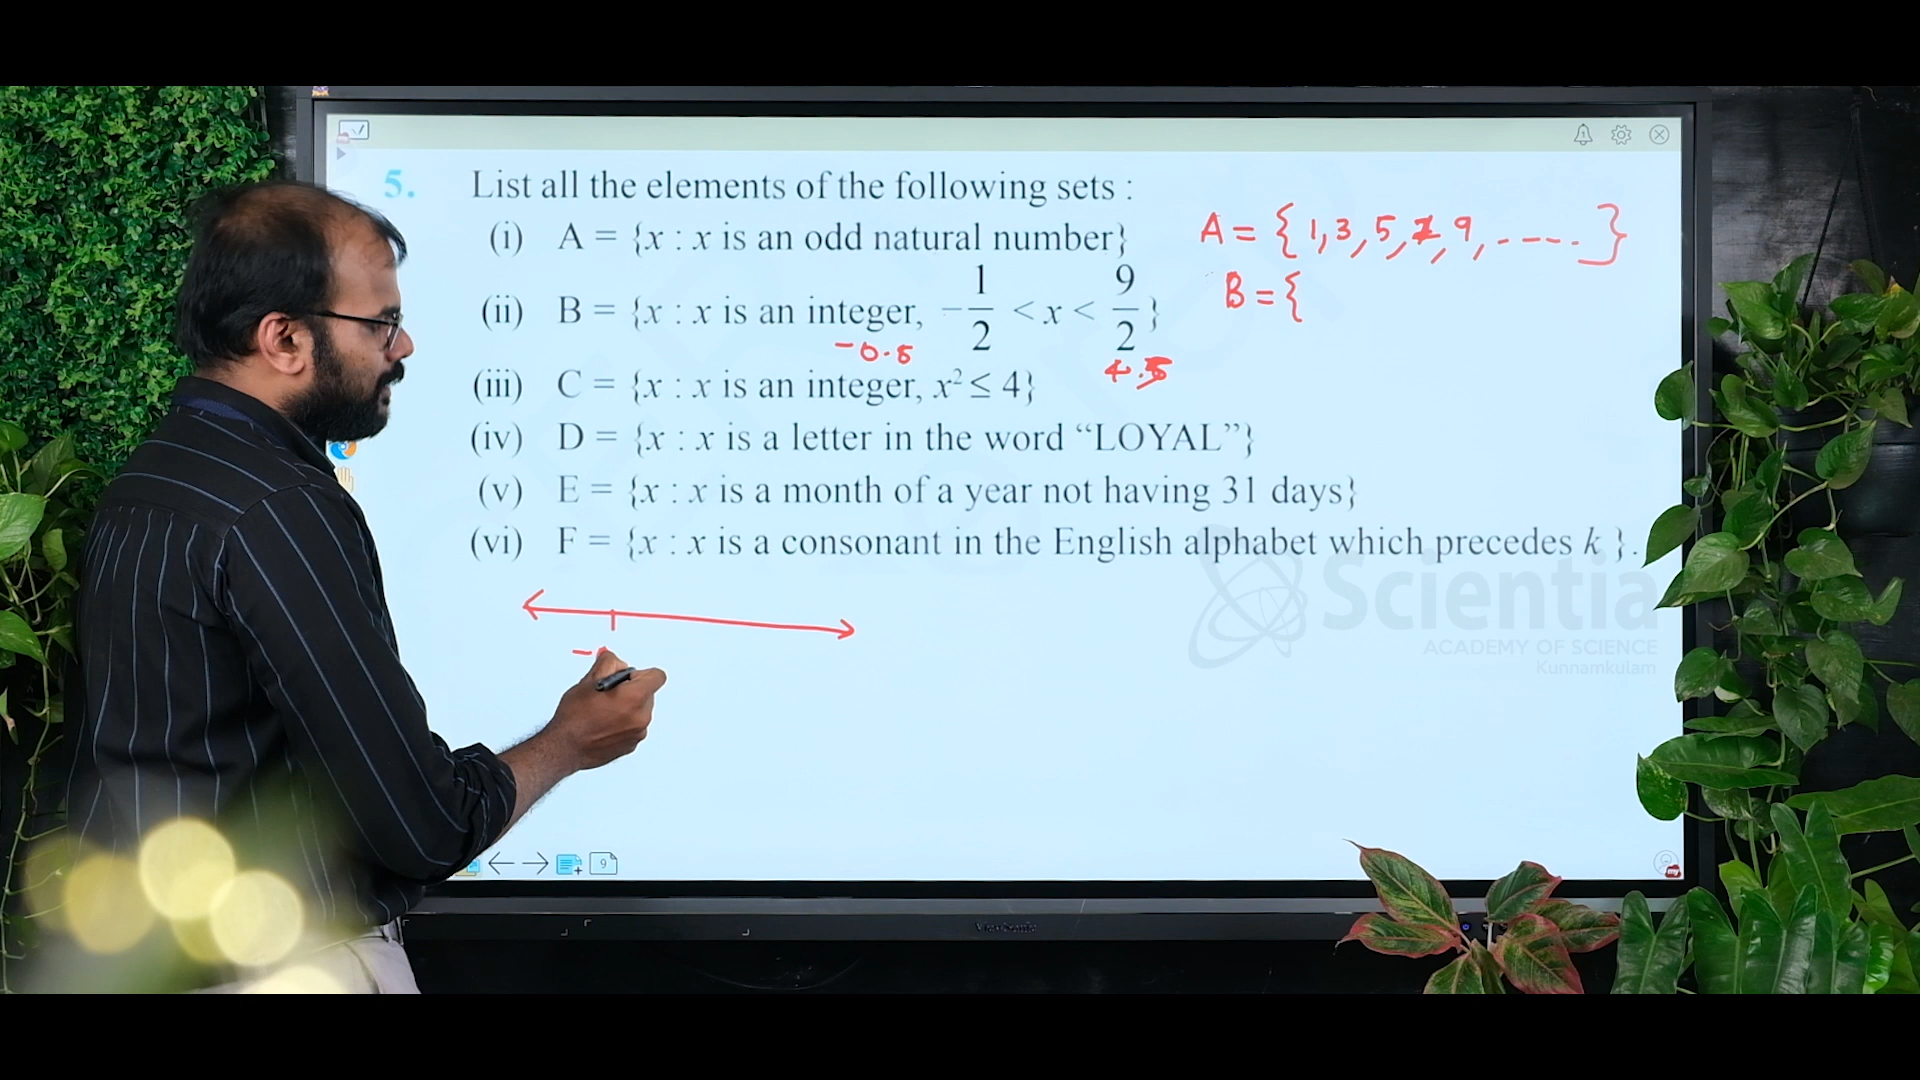 5. List all the elements of the following sets :
(i) A = {x : x is an odd natural number}
A = {1,3,5,7,9,-----}
(ii) B = {x : x is an integer, -1/2 < x < 9/2}
B = {
-0.5
4.5
(iii) C = {x : x is an integer, x² ≤ 4}
(iv) D = {x : x is a letter in the word “LOYAL”}
(v) E = {x : x is a month of a year not having 31 days}
(vi) F = {x : x is a consonant in the English alphabet which precedes k }.
Scientia
ACADEMY OF SCIENCE
Kunnamkulam
9
ViewSonic